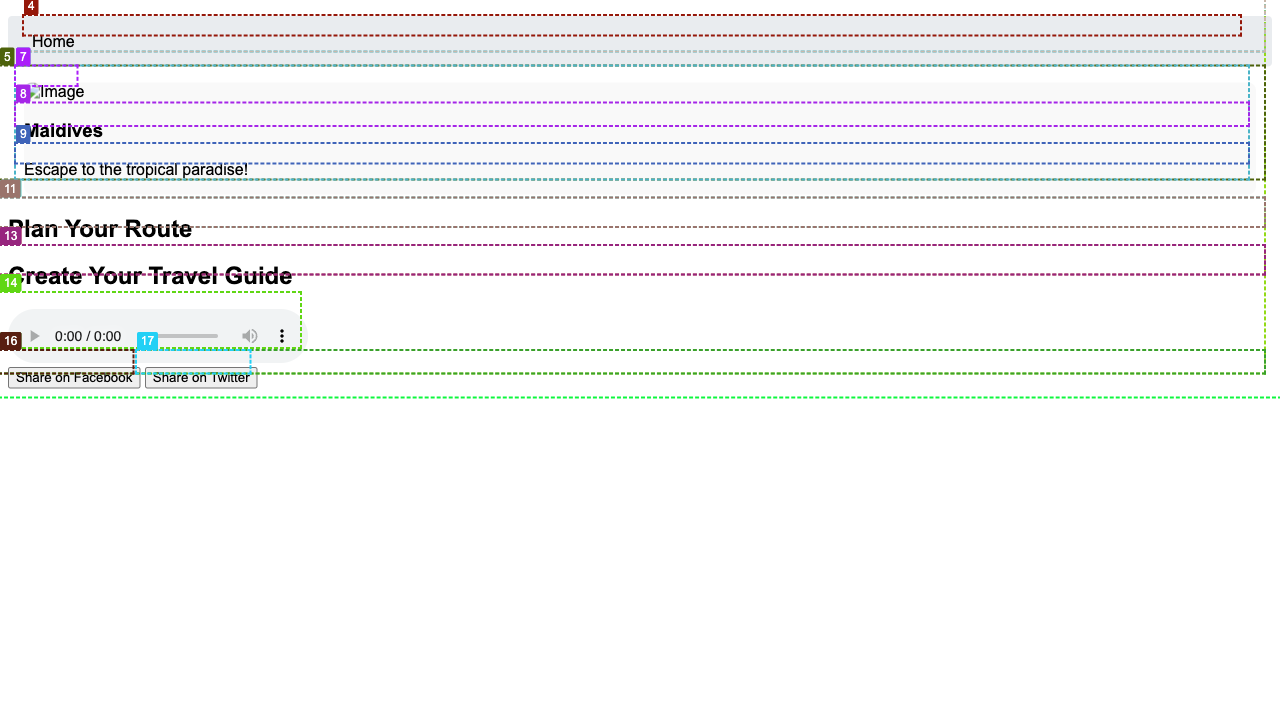 4
Home
5 7
Image
8
Maldives
9
Escape to the tropical paradise!
11
Plan Your Route
13
Create Your Travel Guide
14
0:00 / 0:00
16 17
Share on Facebook Share on Twitter